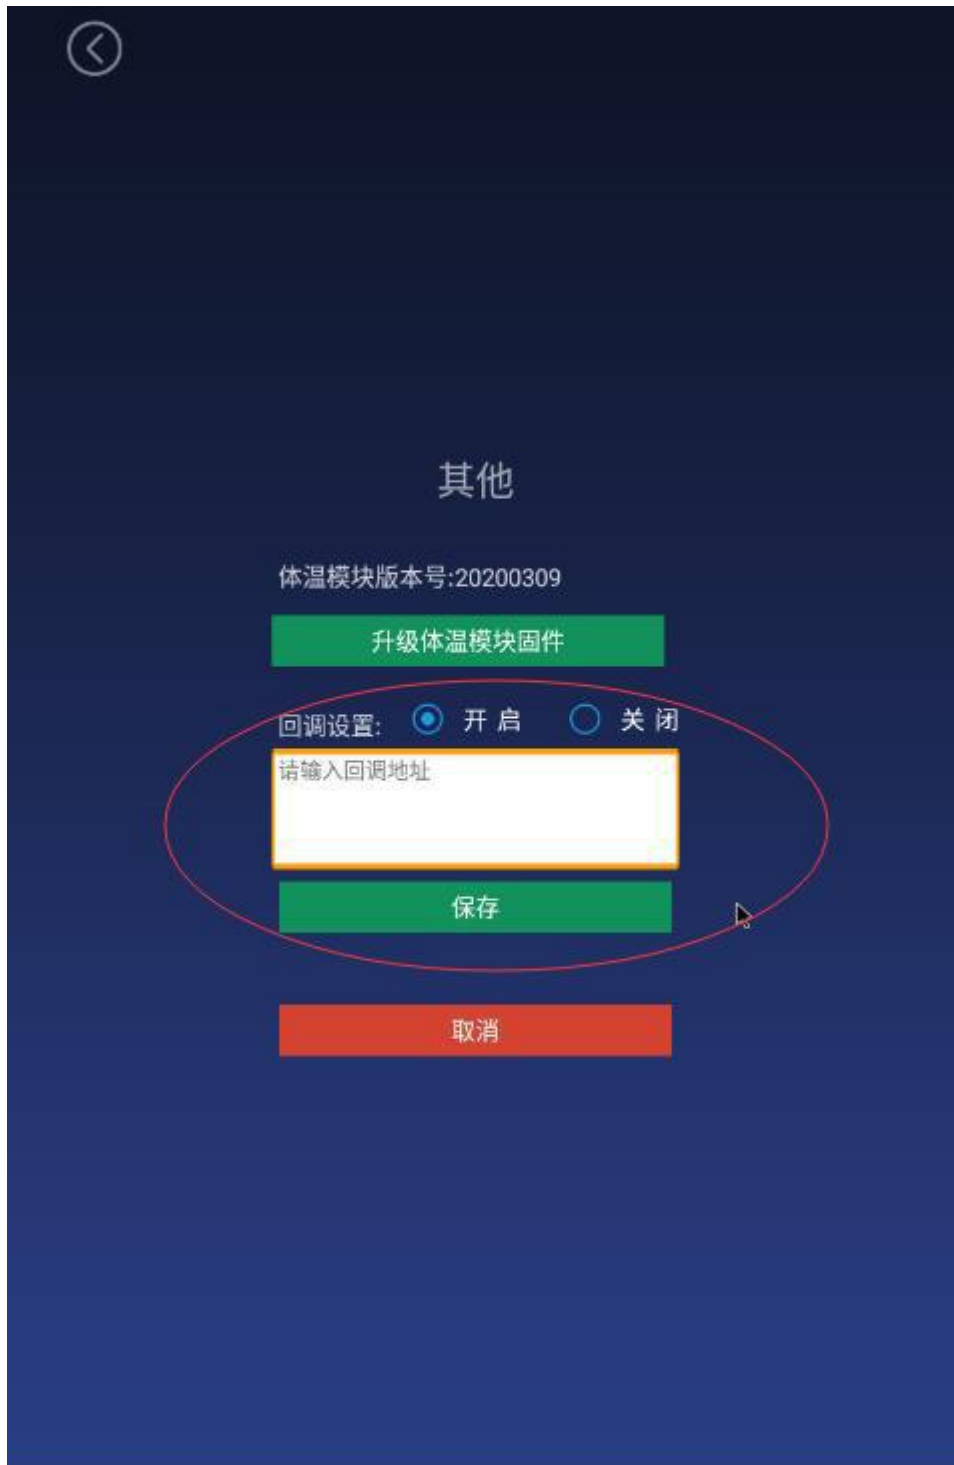 其他
体温模块版本号:20200309
升级体温模块固件
回调设置: 开 启 关 闭
请输入回调地址
保存
取消